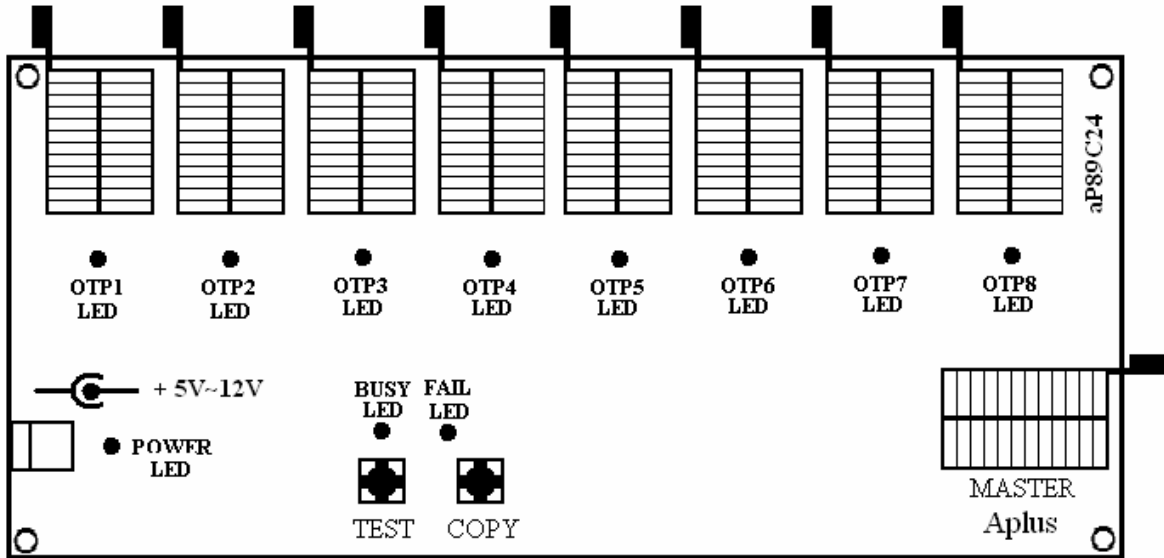 aP89C24
OTP1
LED
OTP2
LED
OTP3
LED
OTP4
LED
OTP5
LED
OTP6
LED
OTP7
LED
OTP8
LED
+ 5V~12V
BUSY
LED
FAIL
LED
POWER
LED
TEST
COPY
MASTER
Aplus